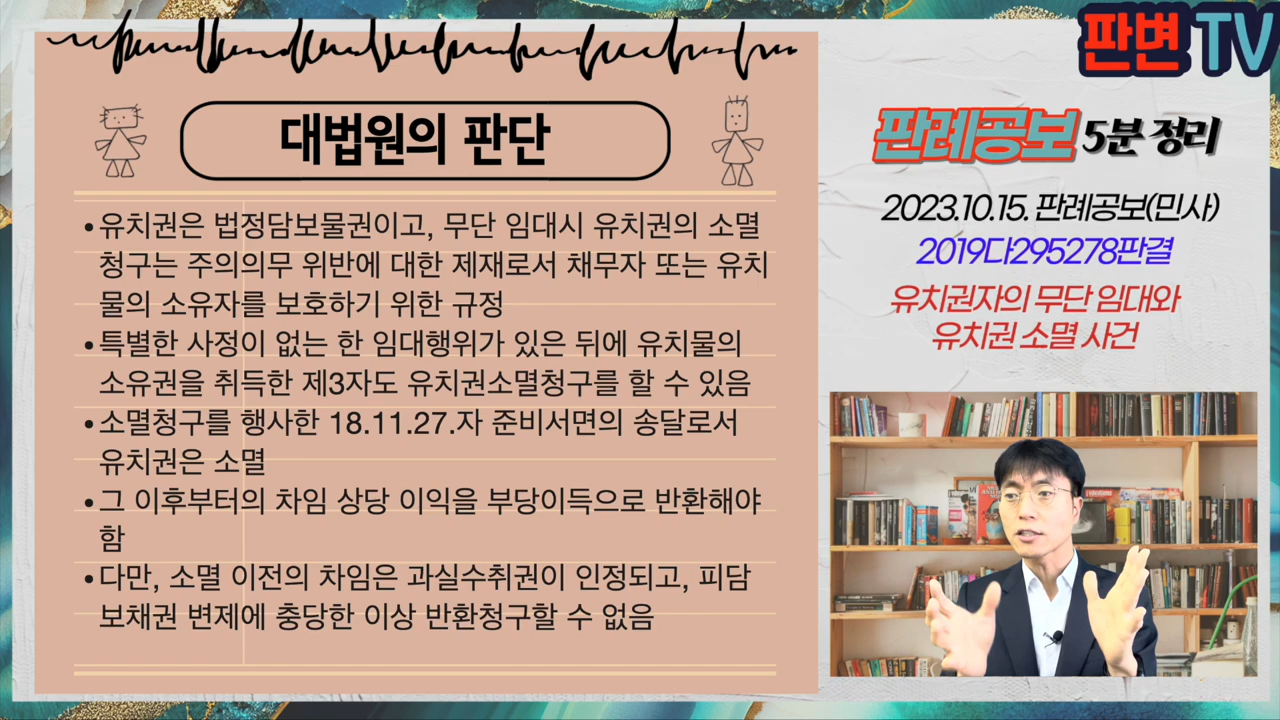 판변 TV
대법원의 판단
•유치권은 법정담보물권이고, 무단 임대시 유치권의 소멸
청구는 주의의무 위반에 대한 제재로서 채무자 또는 유치
물의 소유자를 보호하기 위한 규정
•특별한 사정이 없는 한 임대행위가 있은 뒤에 유치물의
소유권을 취득한 제3자도 유치권소멸청구를 할 수 있음
•소멸청구를 행사한 18.11.27.자 준비서면의 송달로서
유치권은 소멸
•그 이후부터의 차임 상당 이익을 부당이득으로 반환해야
함
•다만, 소멸 이전의 차임은 과실수취권이 인정되고, 피담
보채권 변제에 충당한 이상 반환청구할 수 없음
판례공보 5분 정리
2023.10.15. 판례공보(민사)
2019다295278판결
유치권자의 무단 임대와
유치권 소멸 사건